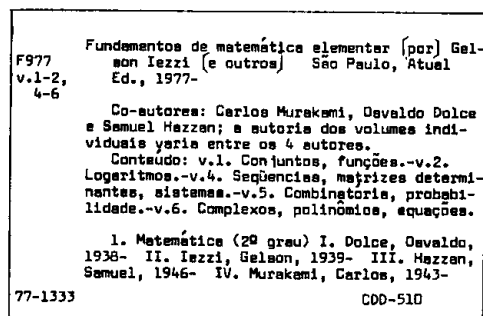 Fundamentos de matemática elementar [por] Gel-
F977 son Iezzi [e outros] São Paulo, Atual
v.1-2, Ed., 1977-
4-6
Co-autores: Carlos Murakami, Osvaldo Dolce
e Samuel Hazzan; a autoria dos volumes indi-
viduais varia entre os 4 autores.
Conteúdo: v.1. Conjuntos, funções.-v.2.
Logaritmos.-v.4. Seqüencias, matrizes determi-
nantes, sistemas.-v.5. Combinatoria, probabi-
lidade.-v.6. Complexos, polinômios, equações.
1. Matemática (2º grau) I. Dolce, Osvaldo,
1938- II. Iezzi, Gelson, 1939- III. Hazzan,
Samuel, 1946- IV. Murakami, Carlos, 1943-
77-1333 CDD-510